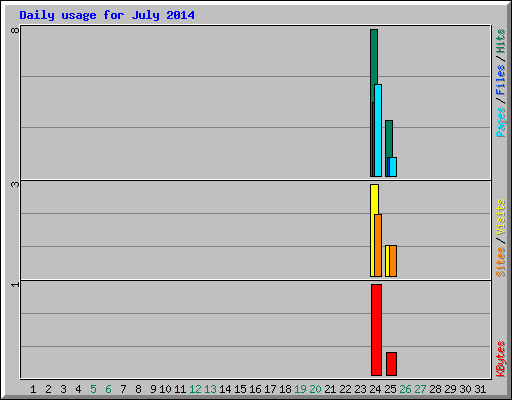 Daily usage for July 2014
8
3
1
Pages / Files / Hits
Sites / Visits
KBytes
1 2 3 4 5 6 7 8 9 10 11 12 13 14 15 16 17 18 19 20 21 22 23 24 25 26 27 28 29 30 31